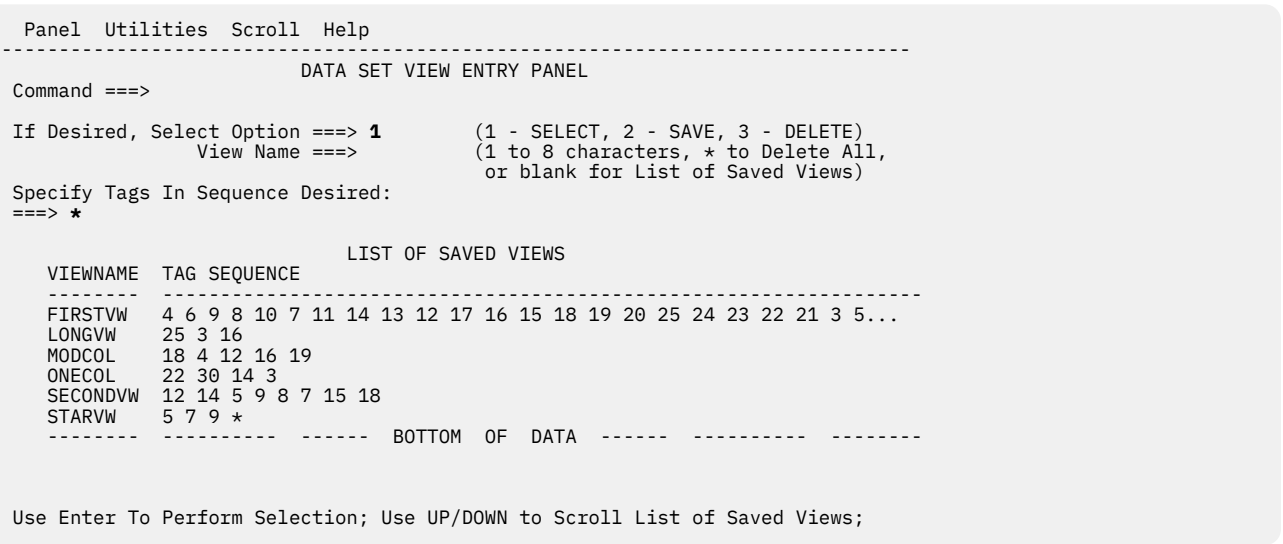 Panel  Utilities  Scroll  Help
--------------------------------------------------------------------------------
DATA SET VIEW ENTRY PANEL
Command ===>
If Desired, Select Option ===> 1        (1 - SELECT, 2 - SAVE, 3 - DELETE)
View Name ===>          (1 to 8 characters, * to Delete All,
or blank for List of Saved Views)
Specify Tags In Sequence Desired:
===> *
LIST OF SAVED VIEWS
VIEWNAME  TAG SEQUENCE
--------  ------------------------------------------------------------------
FIRSTVW   4 6 9 8 10 7 11 14 13 12 17 16 15 18 19 20 25 24 23 22 21 3 5...
LONGVW    25 3 16
MODCOL    18 4 12 16 19
ONECOL    22 30 14 3
SECONDVW  12 14 5 9 8 7 15 18
STARVW    5 7 9 *
--------  ----------  ------  BOTTOM  OF  DATA  ------  ----------  --------
Use Enter To Perform Selection; Use UP/DOWN to Scroll List of Saved Views;